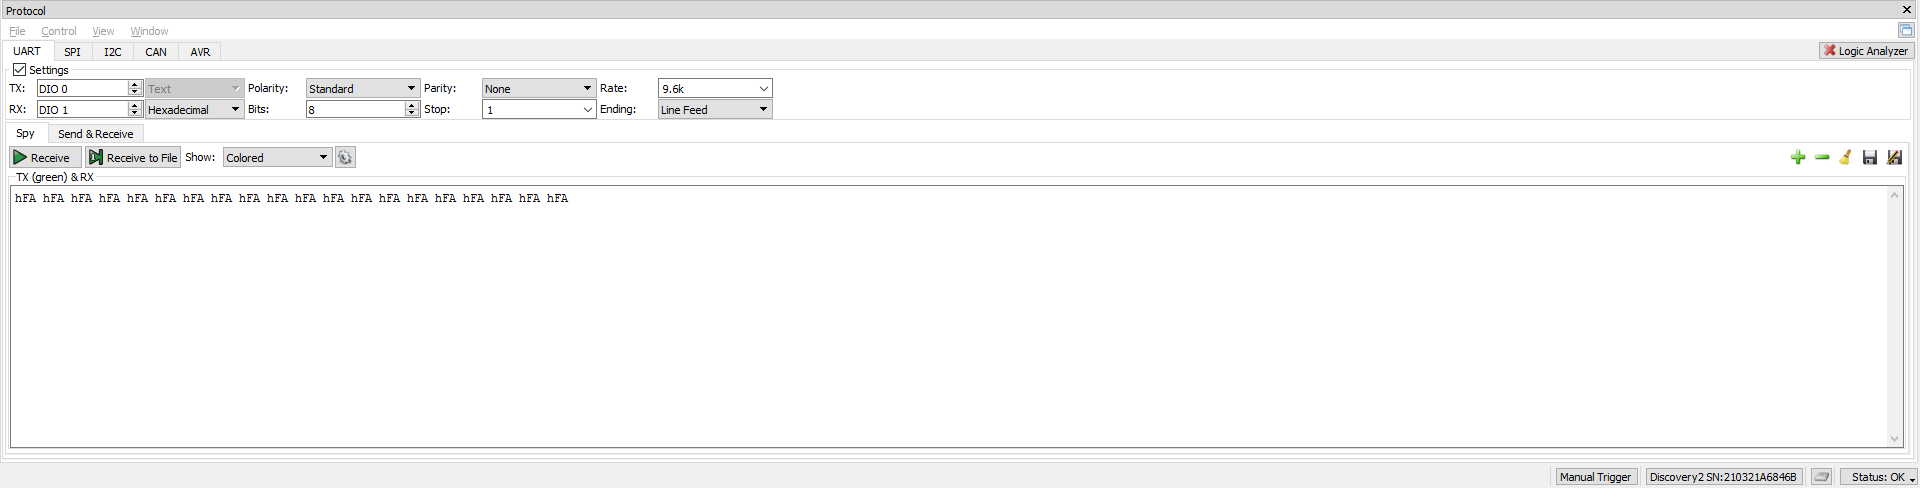 Protocol
File Control View Window
UART SPI I2C CAN AVR Logic Analyzer
Settings
TX: DIO 0 Text Polarity: Standard Parity: None Rate: 9.6k
RX: DIO 1 Hexadecimal Bits: 8 Stop: 1 Ending: Line Feed
Spy Send & Receive
Receive Receive to File Show: Colored
TX (green) & RX
hFA hFA hFA hFA hFA hFA hFA hFA hFA hFA hFA hFA hFA hFA hFA hFA hFA hFA hFA hFA
Manual Trigger Discovery2 SN:210321A6846B Status: OK